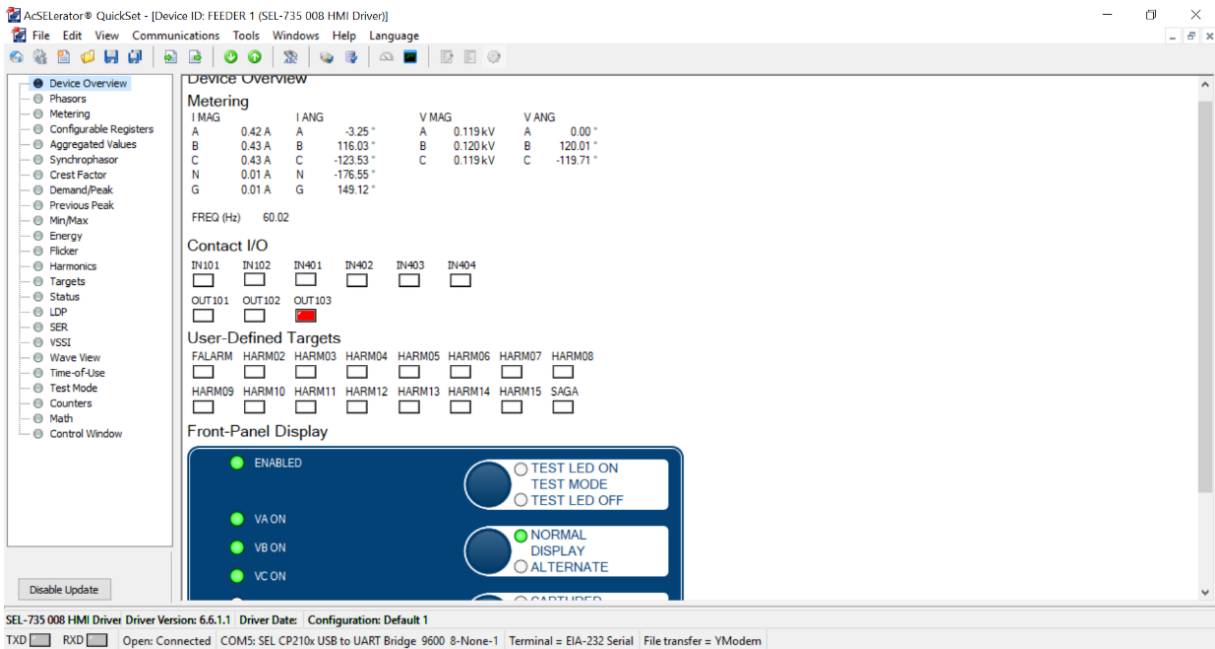 AcSELerator® QuickSet - [Device ID: FEEDER 1 (SEL-735 008 HMI Driver)]
File Edit View Communications Tools Windows Help Language
Device Overview
Phasors
Metering
Configurable Registers
Aggregated Values
Synchrophasor
Crest Factor
Demand/Peak
Previous Peak
Min/Max
Energy
Flicker
Harmonics
Targets
Status
LDP
SER
VSSI
Wave View
Time-of-Use
Test Mode
Counters
Math
Control Window
Disable Update
Device Overview
Metering
I MAG I ANG V MAG V ANG
A 0.42 A A -3.25 ° A 0.119 kV A 0.00 °
B 0.43 A B 116.03 ° B 0.120 kV B 120.01 °
C 0.43 A C -123.53 ° C 0.119 kV C -119.71 °
N 0.01 A N -176.55 °
G 0.01 A G 149.12 °
FREQ (Hz) 60.02
Contact I/O
IN101 IN102 IN401 IN402 IN403 IN404
OUT101 OUT102 OUT103
User-Defined Targets
FALARM HARM02 HARM03 HARM04 HARM05 HARM06 HARM07 HARM08
HARM09 HARM10 HARM11 HARM12 HARM13 HARM14 HARM15 SAGA
Front-Panel Display
ENABLED
VA ON
VB ON
VC ON
TEST LED ON
TEST MODE
TEST LED OFF
NORMAL
DISPLAY
ALTERNATE
CAPTURED
SEL-735 008 HMI Driver Driver Version: 6.6.1.1 Driver Date: Configuration: Default 1
TXD RXD Open: Connected COM5: SEL CP210x USB to UART Bridge 9600 8-None-1 Terminal = EIA-232 Serial File transfer = YModem